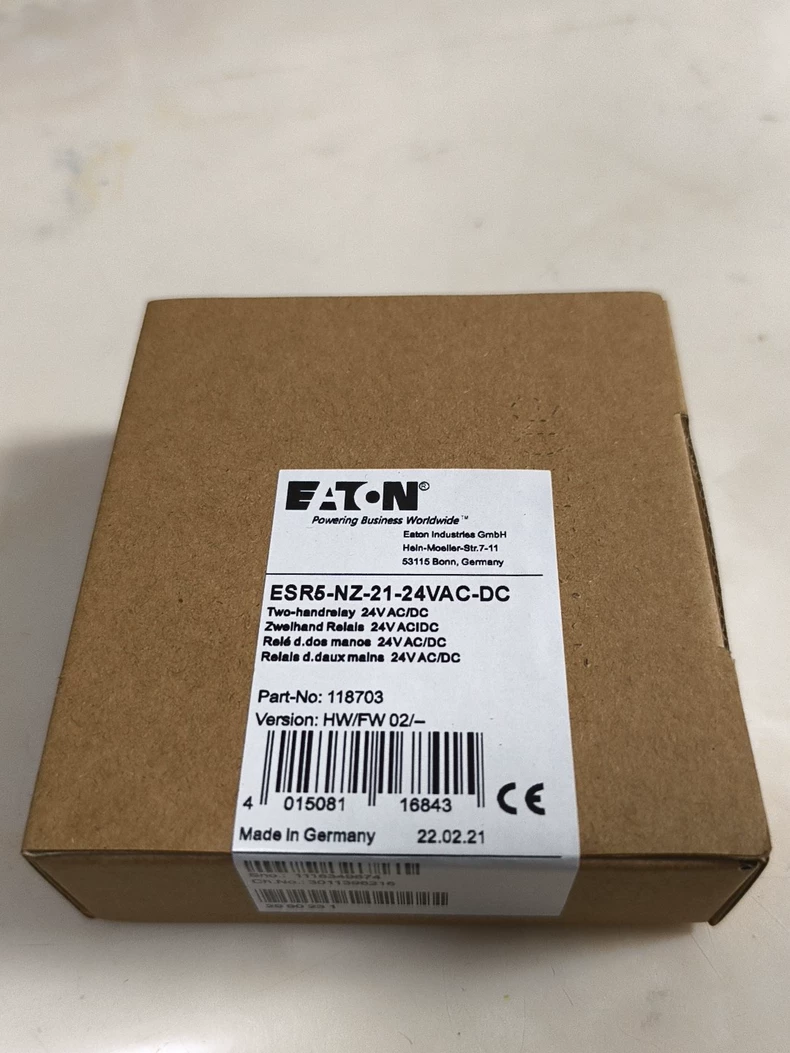 EATON®
Powering Business Worldwide™
Eaton Industries GmbH
Hein-Moeller-Str.7-11
53115 Bonn, Germany
ESR5-NZ-21-24VAC-DC
Two-handrelay 24V AC/DC
Zweihand Relais 24V ACIDC
Relé d.dos manos 24V AC/DC
Relais d.daux mains 24V AC/DC
Part-No: 118703
Version: HW/FW 02/–
4 015081 16843
CE
Made in Germany 22.02.21